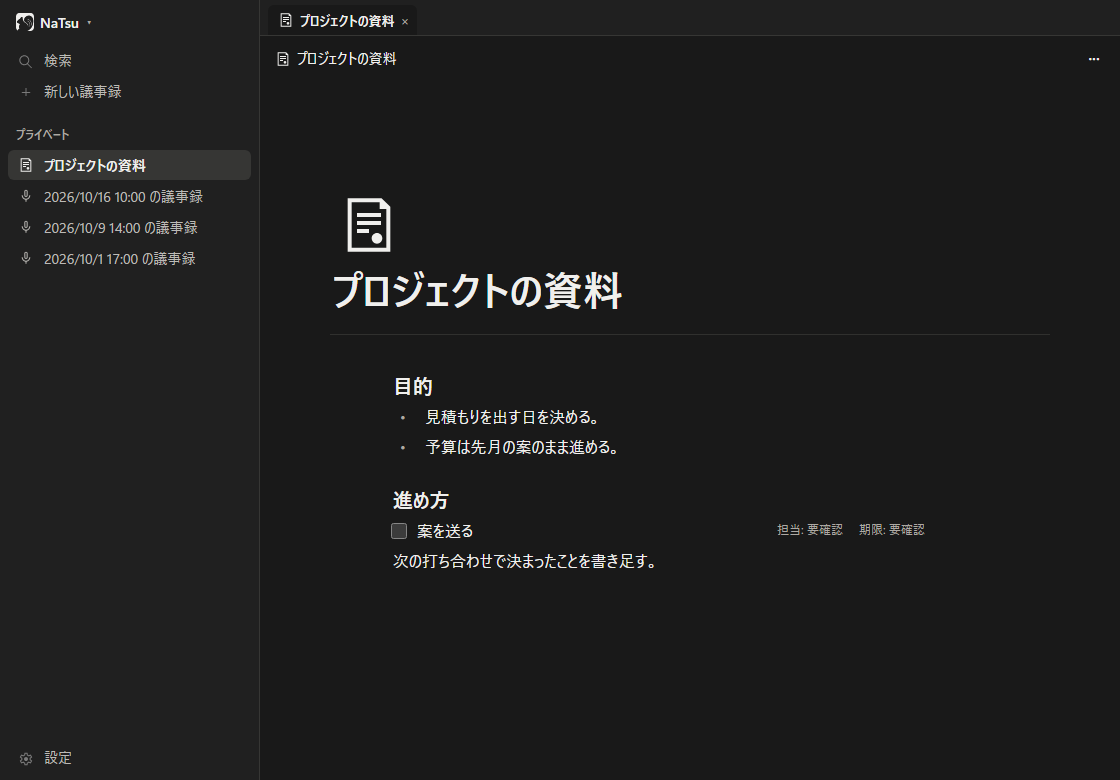 NaTsu
検索
新しい議事録
プライベート
プロジェクトの資料
2026/10/16 10:00 の議事録
2026/10/9 14:00 の議事録
2026/10/1 17:00 の議事録
設定
プロジェクトの資料 ×
プロジェクトの資料
プロジェクトの資料
目的
• 見積もりを出す日を決める。
• 予算は先月の案のまま進める。
進め方
案を送る 担当: 要確認 期限: 要確認
次の打ち合わせで決まったことを書き足す。